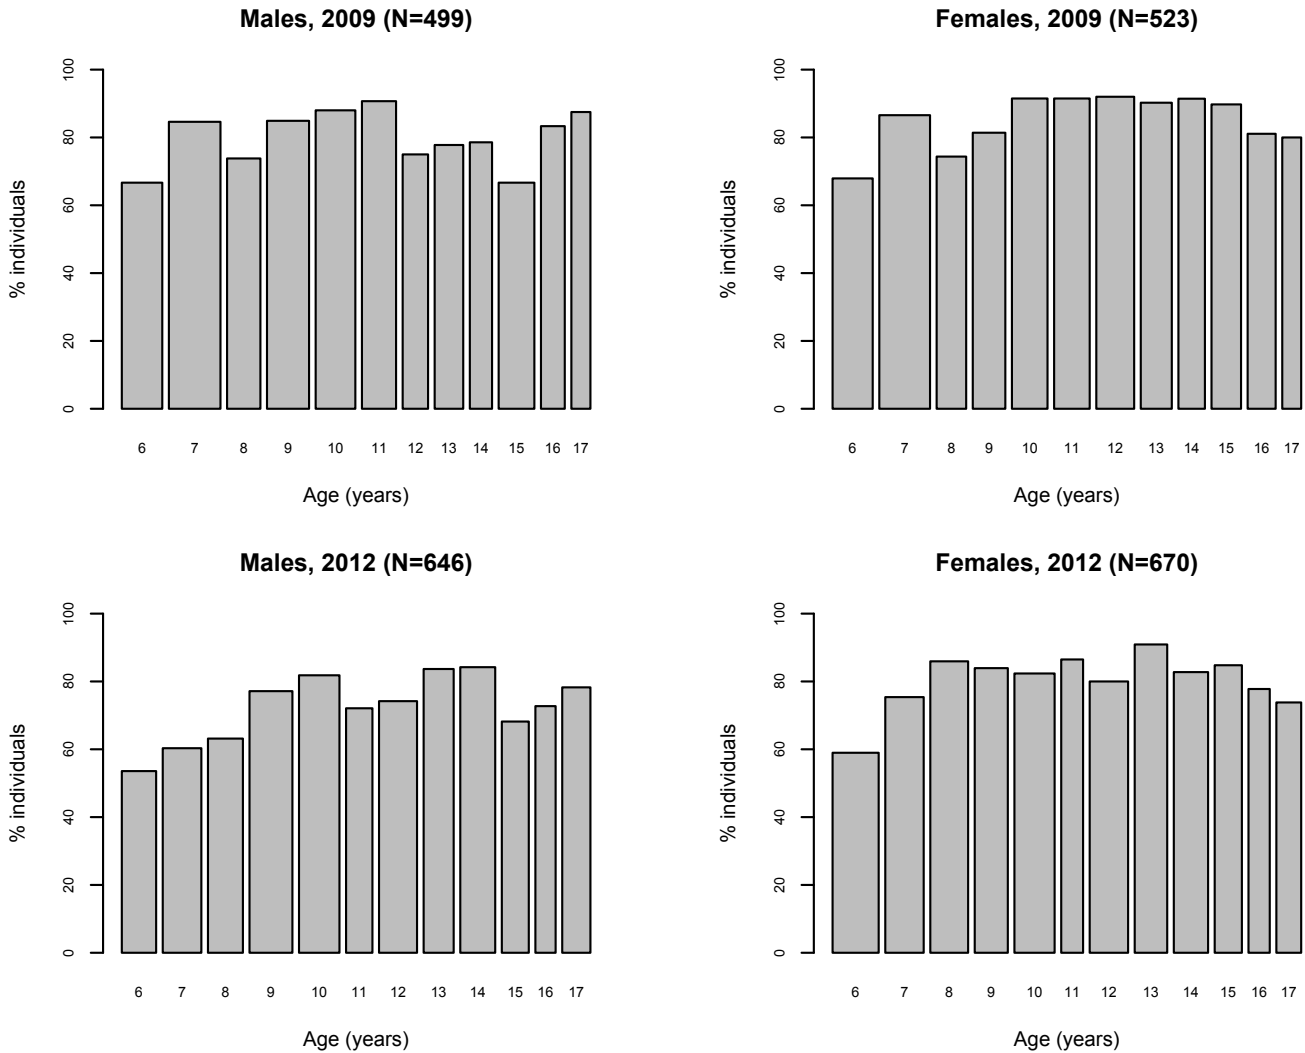 Males, 2009 (N=499)
% individuals
0 20 40 60 80 100
6 7 8 9 10 11 12 13 14 15 16 17
Age (years)
Females, 2009 (N=523)
% individuals
0 20 40 60 80 100
6 7 8 9 10 11 12 13 14 15 16 17
Age (years)
Males, 2012 (N=646)
% individuals
0 20 40 60 80 100
6 7 8 9 10 11 12 13 14 15 16 17
Age (years)
Females, 2012 (N=670)
% individuals
0 20 40 60 80 100
6 7 8 9 10 11 12 13 14 15 16 17
Age (years)